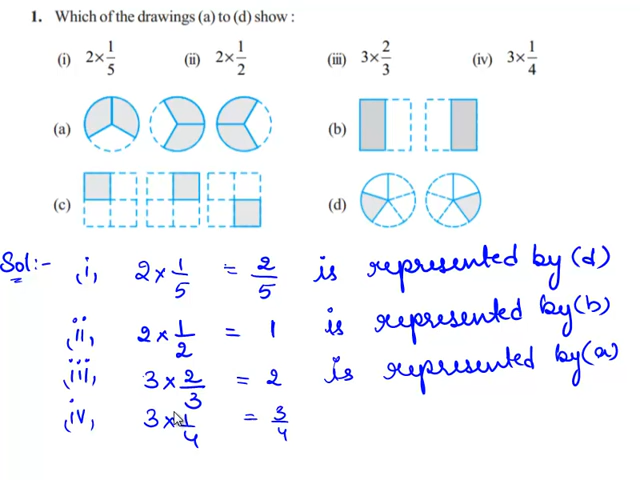 1. Which of the drawings (a) to (d) show :
(i) 2×1/5 (ii) 2×1/2 (iii) 3×2/3 (iv) 3×1/4
(a) (b)
(c) (d)
Sol:- (i, 2×1/5 = 2/5 is represented by (d)
(ii, 2×1/2 = 1 is represented by (b)
(iii, 3×2/3 = 2 is represented by (a)
(iv, 3×1/4 = 3/4